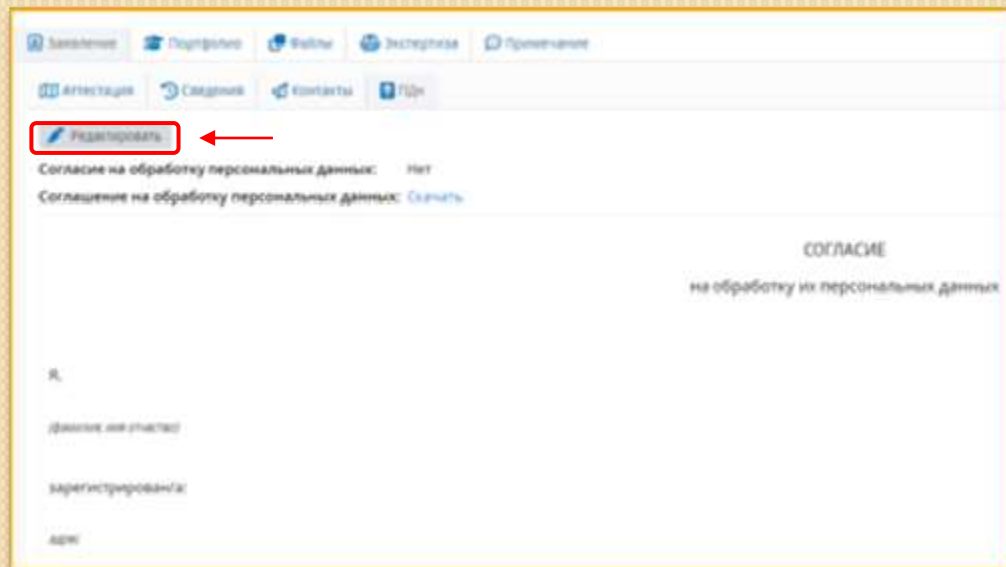 Заявление Портфолио Файлы Экспертиза Примечание
Аттестация Сведения Контакты ПДн
Редактировать
Согласие на обработку персональных данных: Нет
Соглашение на обработку персональных данных: Скачать
СОГЛАСИЕ
на обработку их персональных данных
Я,
(фамилия, имя отчество)
зарегистрирован/а: